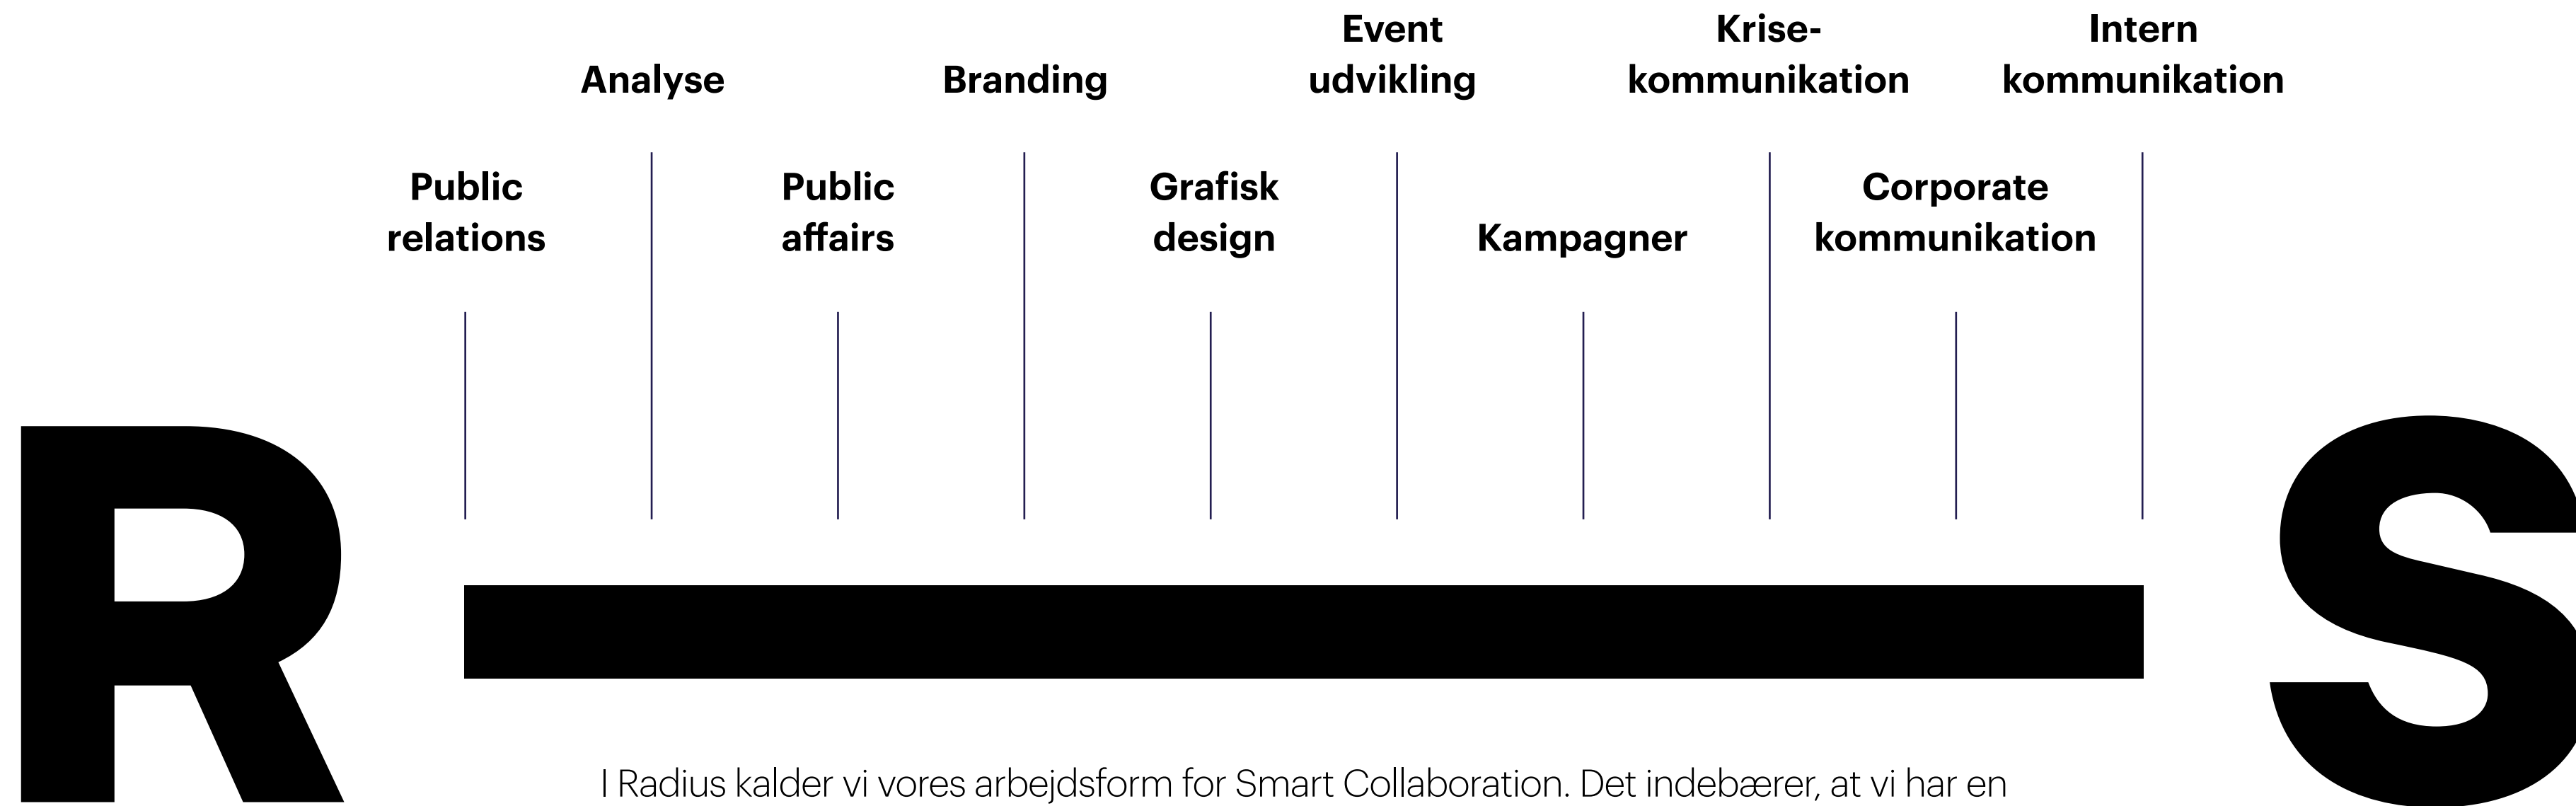 Event
udvikling
Krise-
kommunikation
Intern
kommunikation
Analyse
Branding
Public
relations
Public
affairs
Grafisk
design
Kampagner
Corporate
kommunikation
R
S
I Radius kalder vi vores arbejdsform for Smart Collaboration. Det indebærer, at vi har en